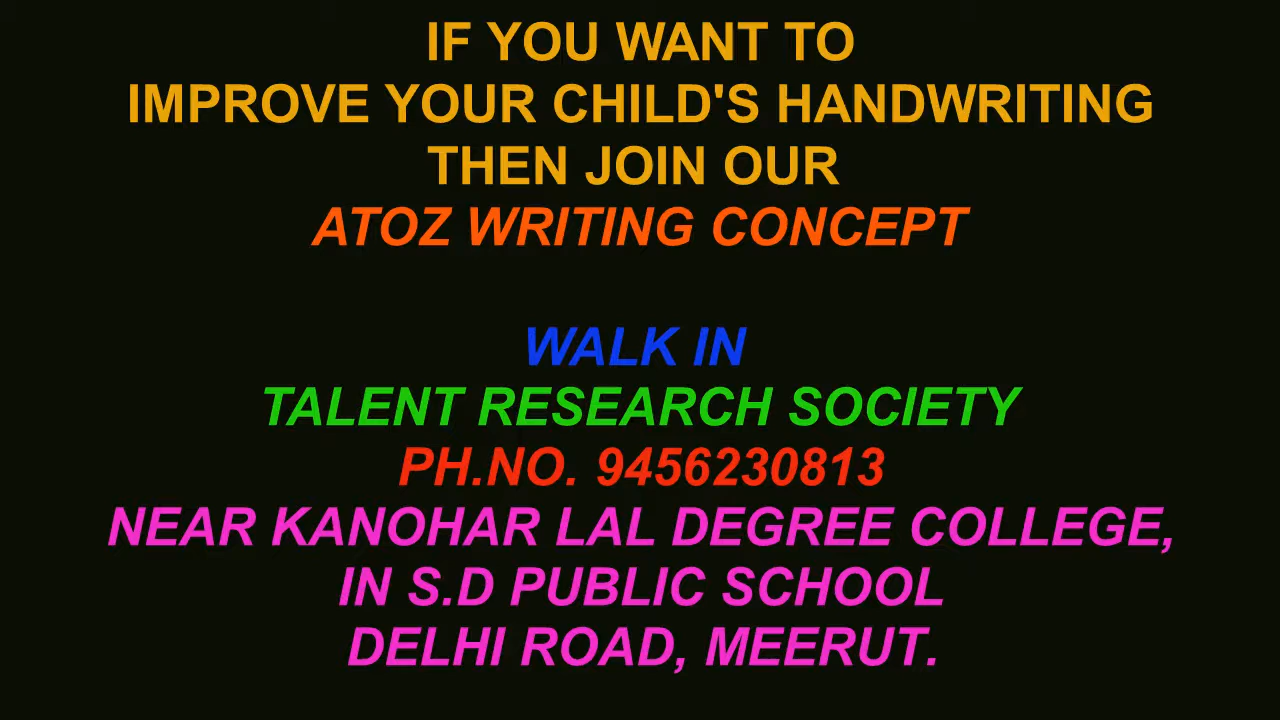 IF YOU WANT TO
IMPROVE YOUR CHILD'S HANDWRITING
THEN JOIN OUR
ATOZ WRITING CONCEPT
WALK IN
TALENT RESEARCH SOCIETY
PH.NO. 9456230813
NEAR KANOHAR LAL DEGREE COLLEGE,
IN S.D PUBLIC SCHOOL
DELHI ROAD, MEERUT.